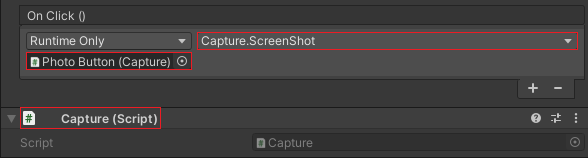 On Click ()
Runtime Only
Capture.ScreenShot
Photo Button (Capture)
Capture (Script)
Script
Capture